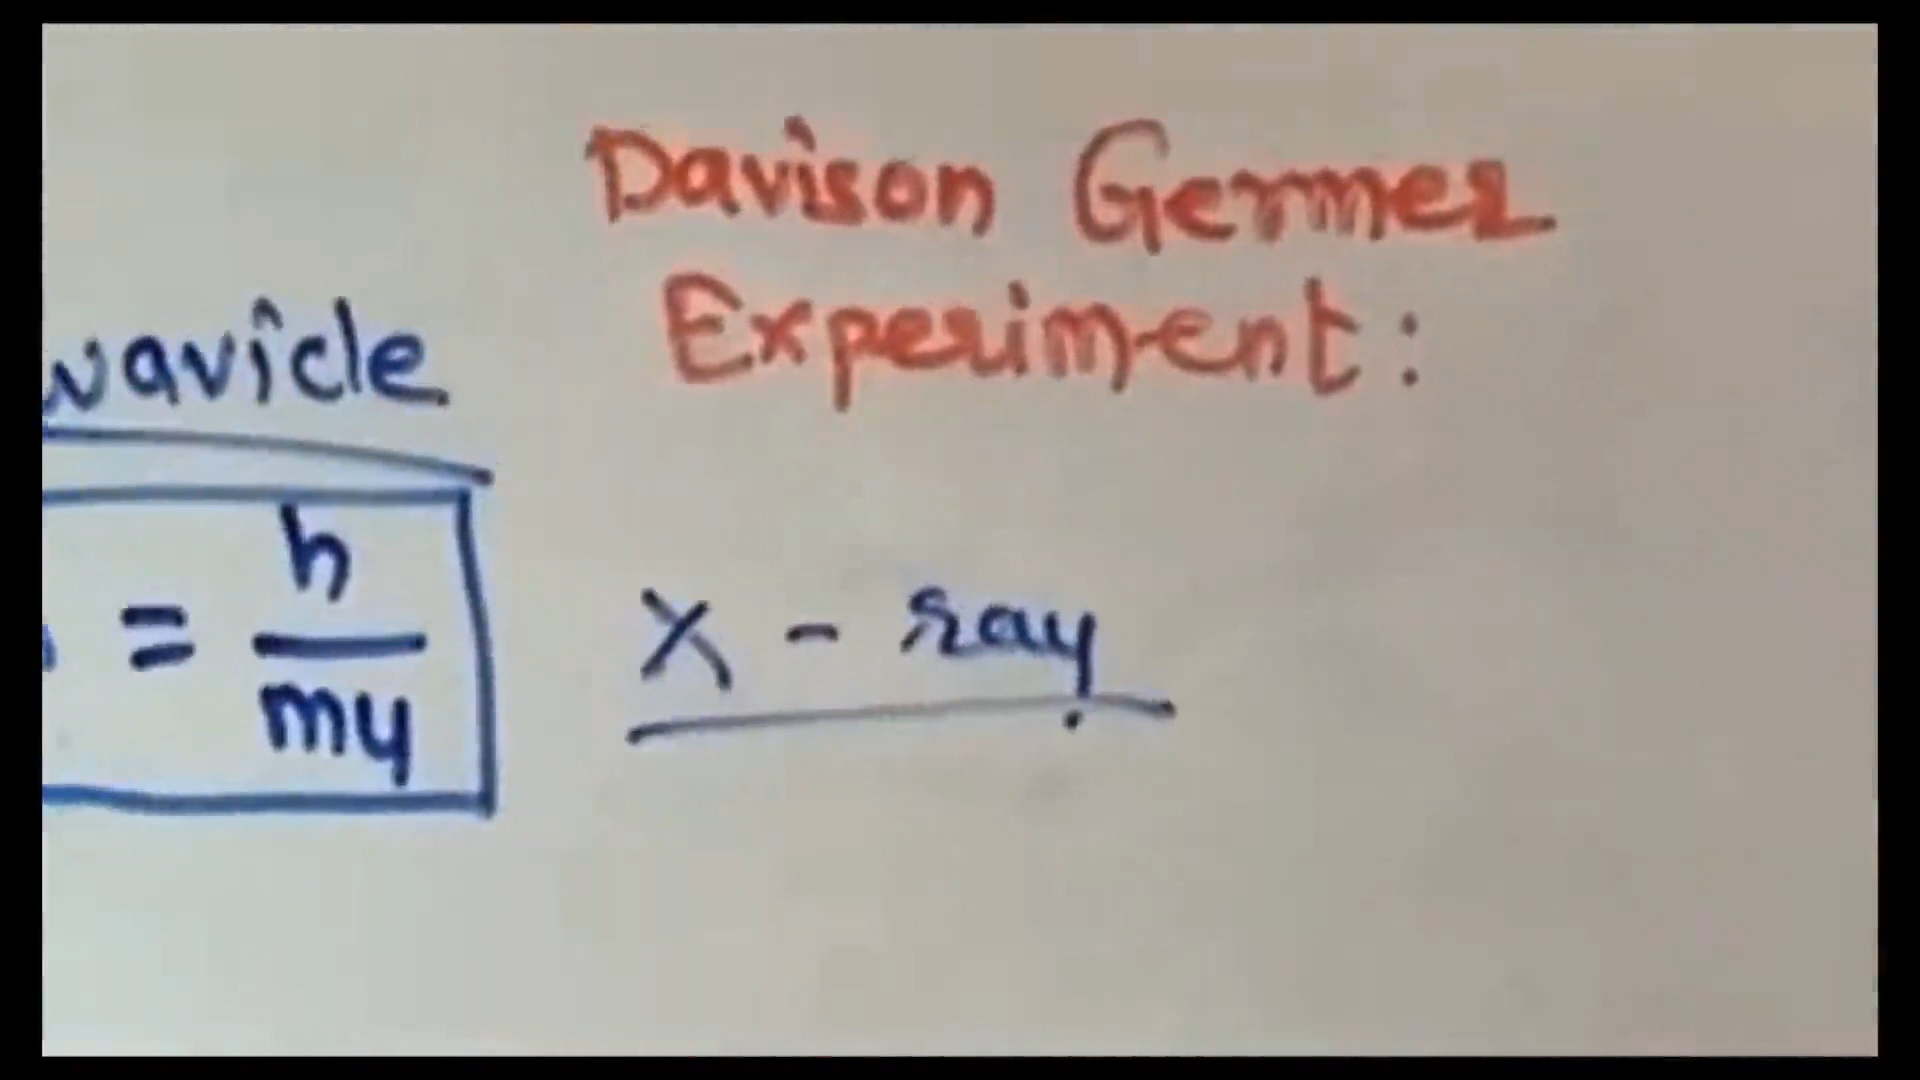 Davison Germer
Experiment:
wavicle
= h
my
X - ray